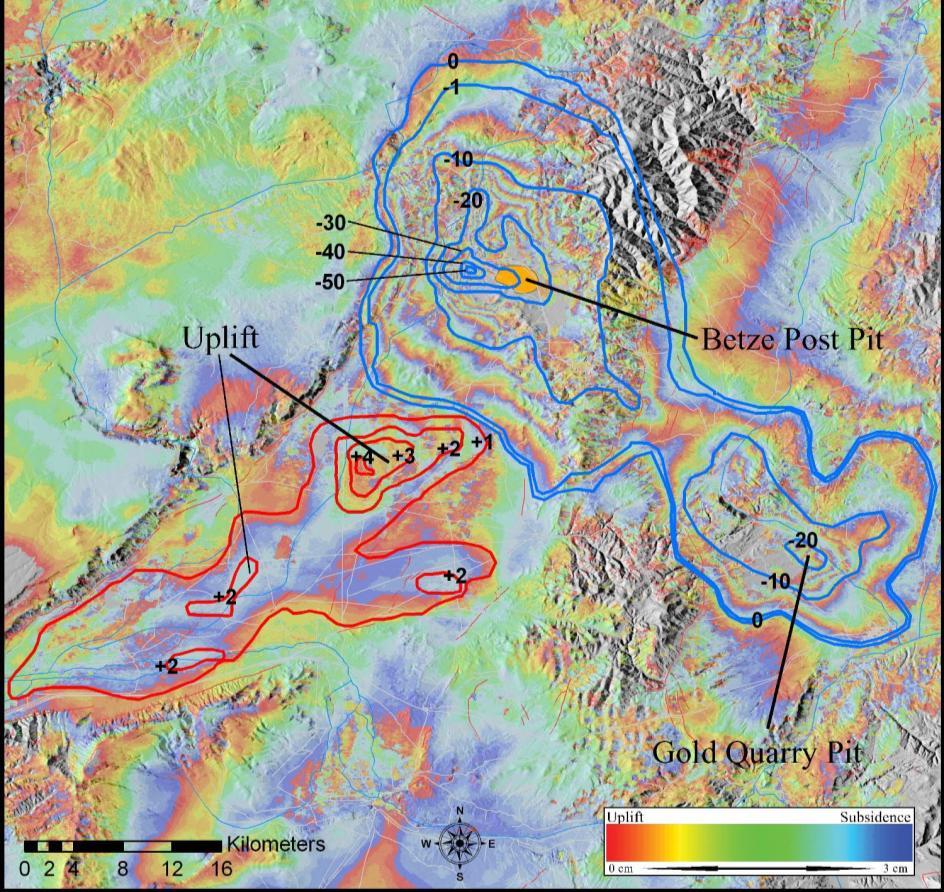 0
-1
-10
-20
-30
-40
-50
Uplift
Betze Post Pit
+4 +3 +2 +1
-20
+2
-10
+2
0
+2
Gold Quarry Pit
N
W E
S
Kilometers
0 2 4 8 12 16
Uplift Subsidence
0 cm 3 cm